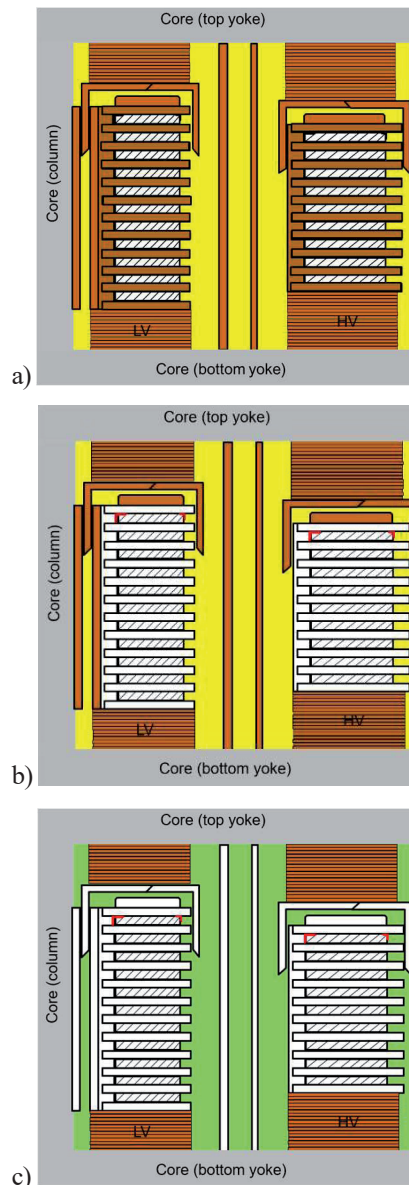 Core (top yoke)
Core (column)
LV
HV
Core (bottom yoke)
a)
Core (top yoke)
Core (column)
LV
HV
Core (bottom yoke)
b)
Core (top yoke)
Core (column)
LV
HV
Core (bottom yoke)
c)